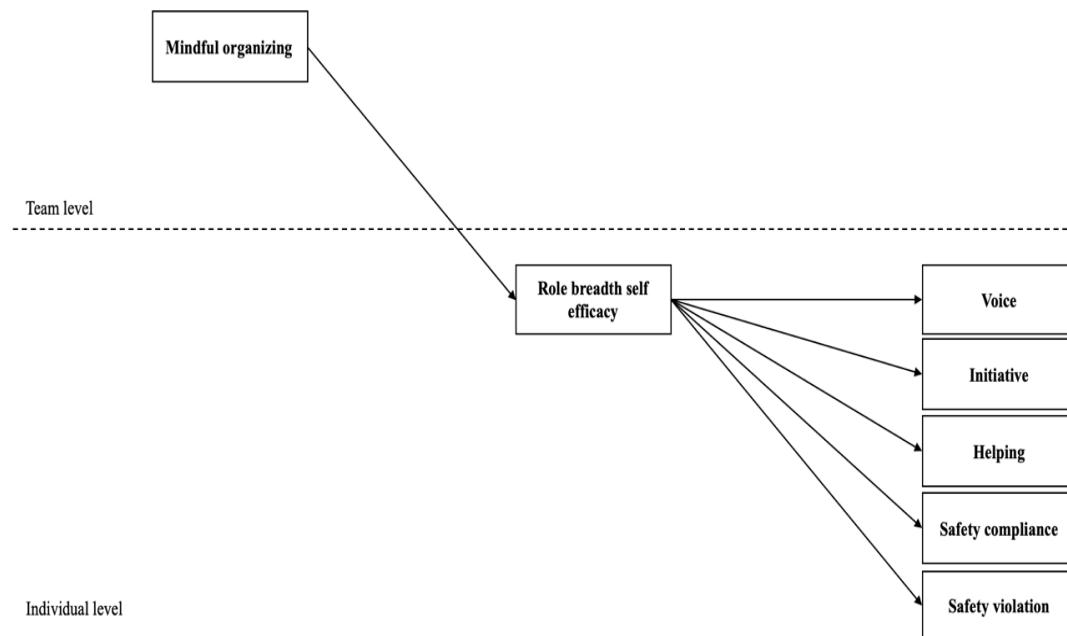 Mindful organizing
Team level
Role breadth self
efficacy
Voice
Initiative
Helping
Safety compliance
Safety violation
Individual level